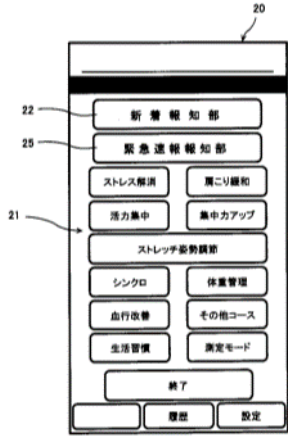 20
22
新着報知部
25
緊急速報報知部
ストレス解消 肩こり緩和
活力集中 集中力アップ
21
ストレッチ姿勢調節
シンクロ 体重管理
血行改善 その他コース
生活習慣 測定モード
終了
履歴 設定